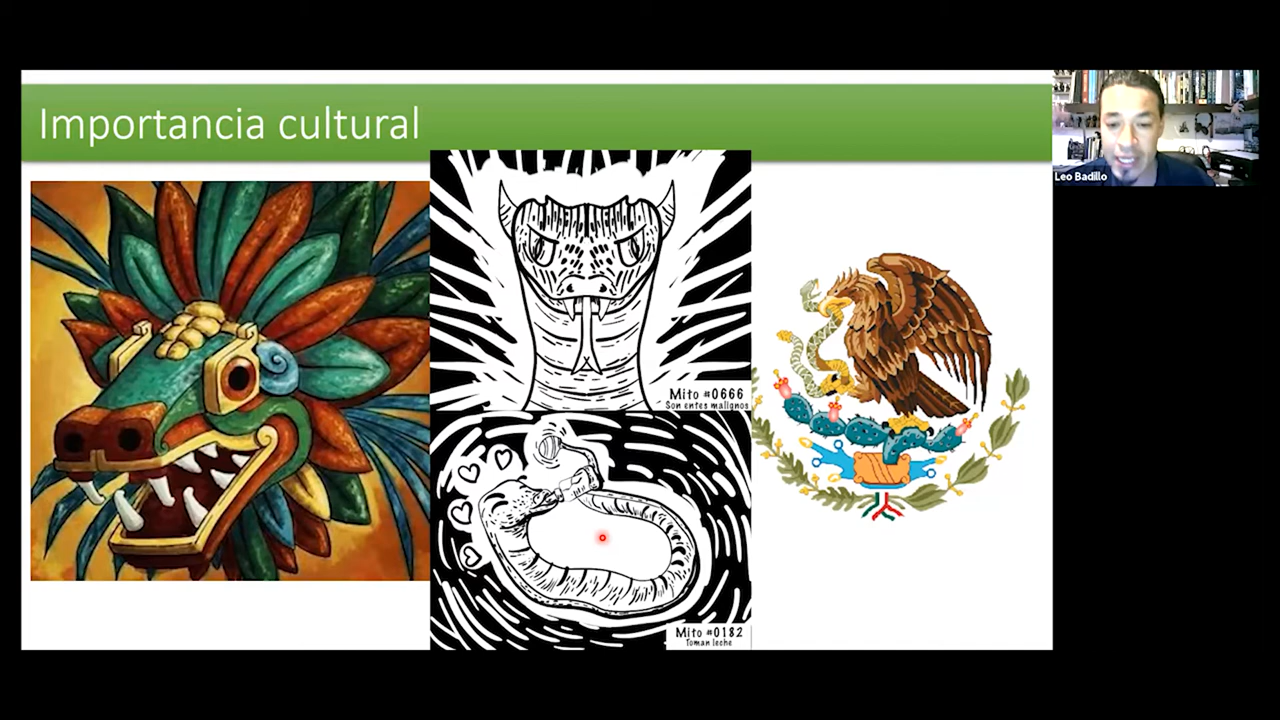 Importancia cultural
Leo Badillo
Mito #0666
Son entes malignos
Mito #0182
Toman leche